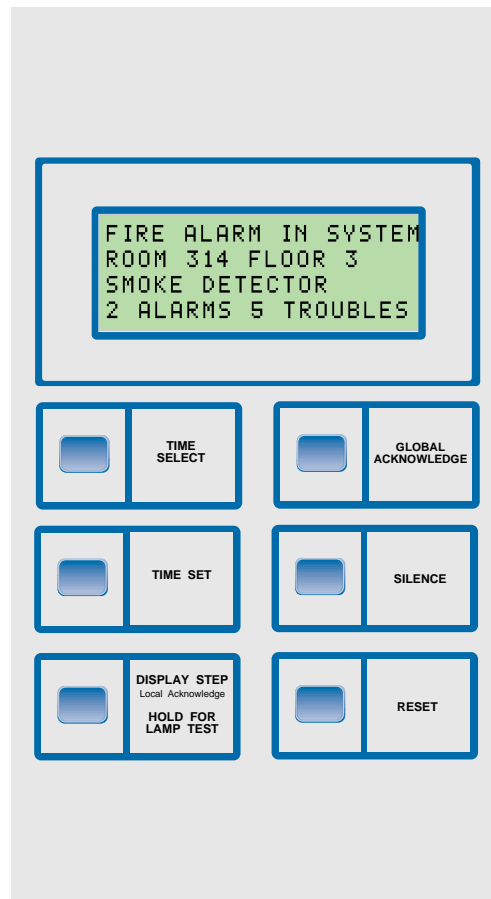 FIRE ALARM IN SYSTEM
ROOM 314 FLOOR 3
SMOKE DETECTOR
2 ALARMS 5 TROUBLES
TIME
SELECT
GLOBAL
ACKNOWLEDGE
TIME SET
SILENCE
DISPLAY STEP
Local Acknowledge
HOLD FOR
LAMP TEST
RESET